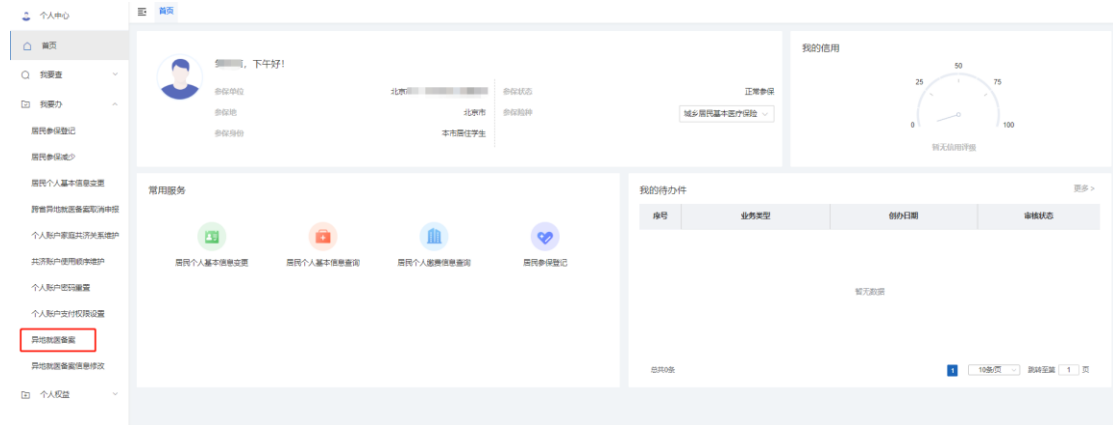 个人中心
首页
首页
我要查
我要办
居民参保登记
居民参保减少
居民个人基本信息变更
跨省异地就医备案取消申报
个人账户家庭共济关系维护
共济账户使用顺序维护
个人账户密码重置
个人账户支付权限设置
异地就医备案
异地就医备案信息修改
个人权益
，下午好！
参保单位 北京
参保状态 正常参保
参保地 北京市
参保险种 城乡居民基本医疗保险
参保身份 本市居住学生
我的信用
50
25 75
0 100
暂无信用评级
常用服务
居民个人基本信息变更 居民个人基本信息查询 居民个人缴费信息查询 居民参保登记
我的待办件 更多 >
序号 业务类型 创办日期 审核状态
暂无数据
总共0条 1 10条/页 跳转至第 1 页